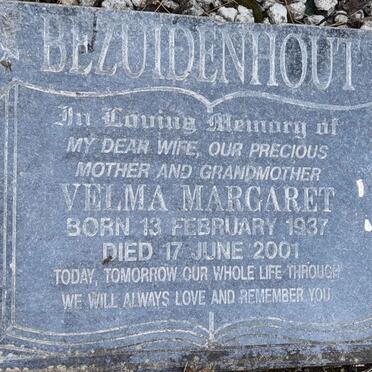 BEZUIDENHOUT
In Loving Memory of
MY DEAR WIFE, OUR PRECIOUS
MOTHER AND GRANDMOTHER
VELMA MARGARET
BORN 13 FEBRUARY 1937
DIED 17 JUNE 2001
TODAY, TOMORROW OUR WHOLE LIFE THROUGH
WE WILL ALWAYS LOVE AND REMEMBER YOU